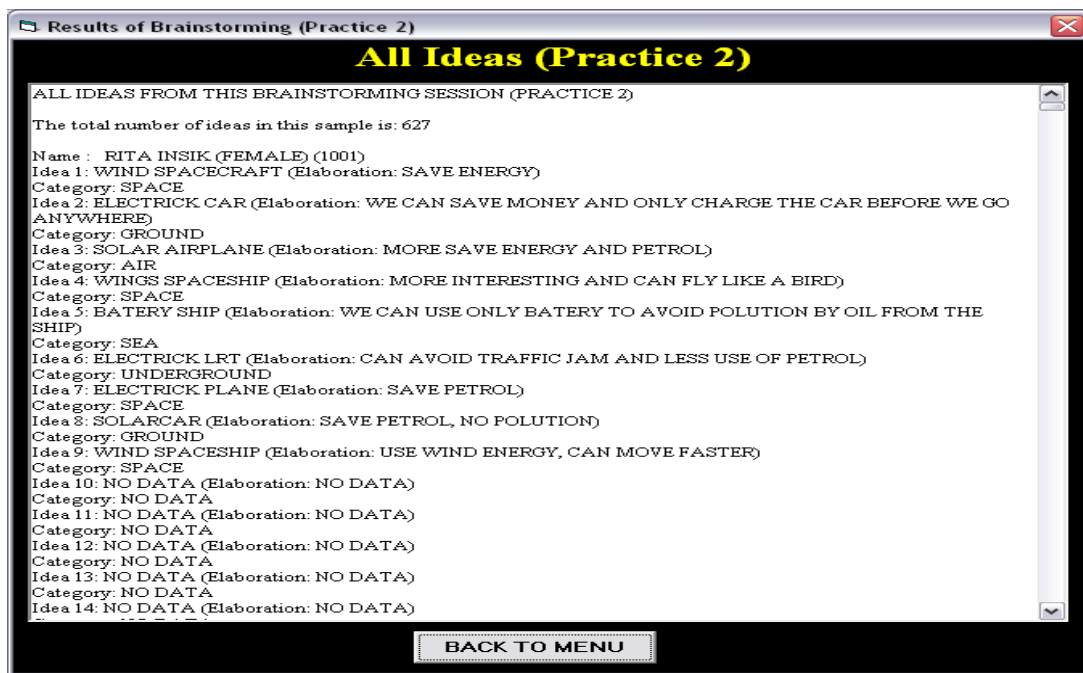 Results of Brainstorming (Practice 2)
All Ideas (Practice 2)
ALL IDEAS FROM THIS BRAINSTORMING SESSION (PRACTICE 2)
The total number of ideas in this sample is: 627
Name : RITA INSIK (FEMALE) (1001)
Idea 1: WIND SPACECRAFT (Elaboration: SAVE ENERGY)
Category: SPACE
Idea 2: ELECTRICK CAR (Elaboration: WE CAN SAVE MONEY AND ONLY CHARGE THE CAR BEFORE WE GO
ANYWHERE)
Category: GROUND
Idea 3: SOLAR AIRPLANE (Elaboration: MORE SAVE ENERGY AND PETROL)
Category: AIR
Idea 4: WINGS SPACESHIP (Elaboration: MORE INTERESTING AND CAN FLY LIKE A BIRD)
Category: SPACE
Idea 5: BATERY SHIP (Elaboration: WE CAN USE ONLY BATERY TO AVOID POLUTION BY OIL FROM THE
SHIP)
Category: SEA
Idea 6: ELECTRICK LRT (Elaboration: CAN AVOID TRAFFIC JAM AND LESS USE OF PETROL)
Category: UNDERGROUND
Idea 7: ELECTRICK PLANE (Elaboration: SAVE PETROL)
Category: SPACE
Idea 8: SOLARCAR (Elaboration: SAVE PETROL, NO POLUTION)
Category: GROUND
Idea 9: WIND SPACESHIP (Elaboration: USE WIND ENERGY, CAN MOVE FASTER)
Category: SPACE
Idea 10: NO DATA (Elaboration: NO DATA)
Category: NO DATA
Idea 11: NO DATA (Elaboration: NO DATA)
Category: NO DATA
Idea 12: NO DATA (Elaboration: NO DATA)
Category: NO DATA
Idea 13: NO DATA (Elaboration: NO DATA)
Category: NO DATA
Idea 14: NO DATA (Elaboration: NO DATA)
BACK TO MENU